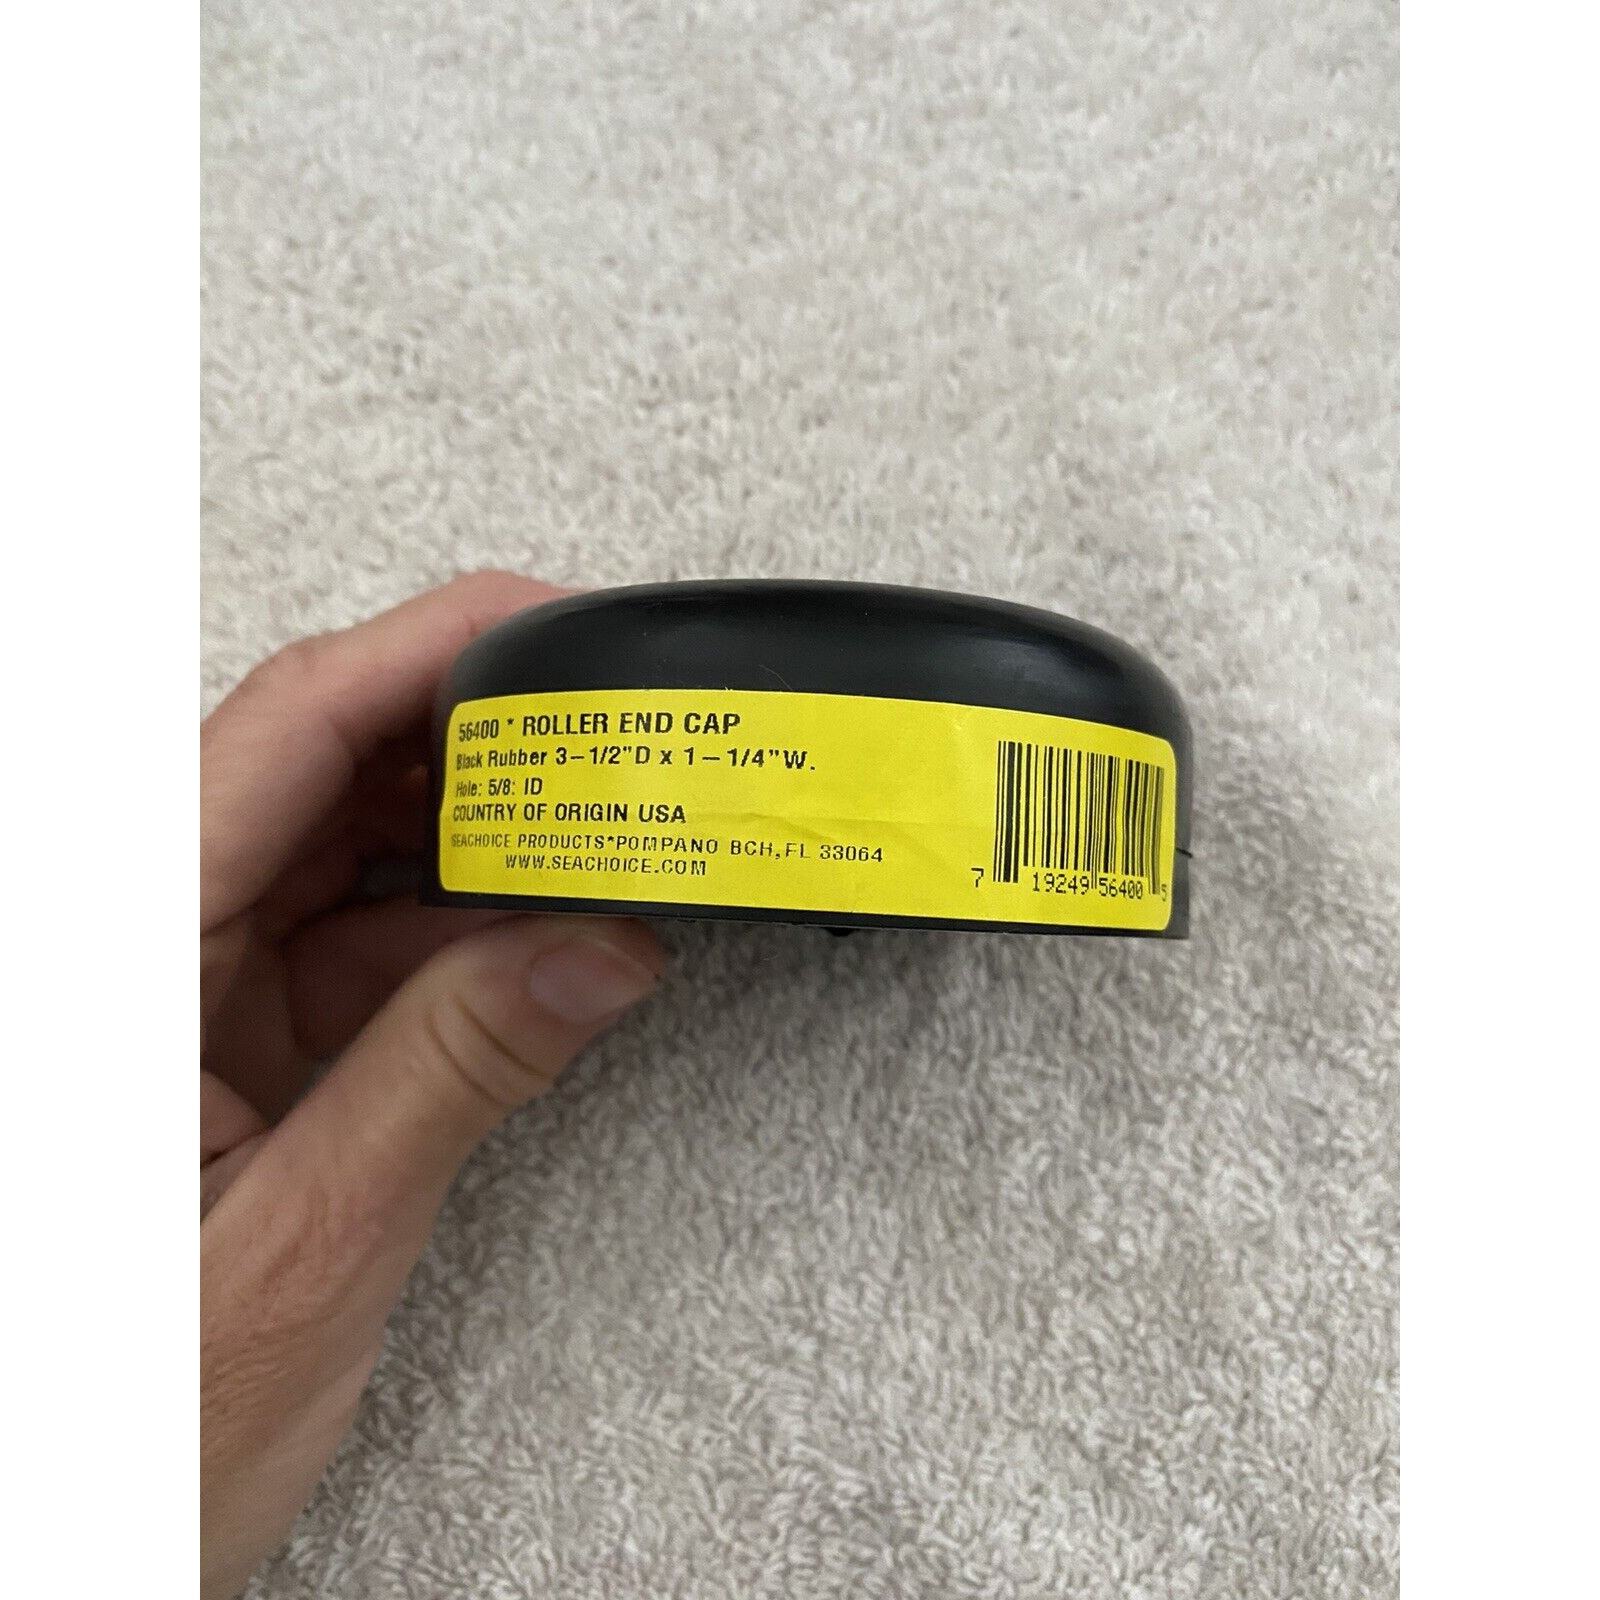 56400 * ROLLER END CAP
Black Rubber 3-1/2"D x 1-1/4"W.
Hole: 5/8: ID
COUNTRY OF ORIGIN USA
SEACHOICE PRODUCTS*POMPANO BCH, FL 33064
WWW.SEACHOICE.COM
7 19249 56400 5